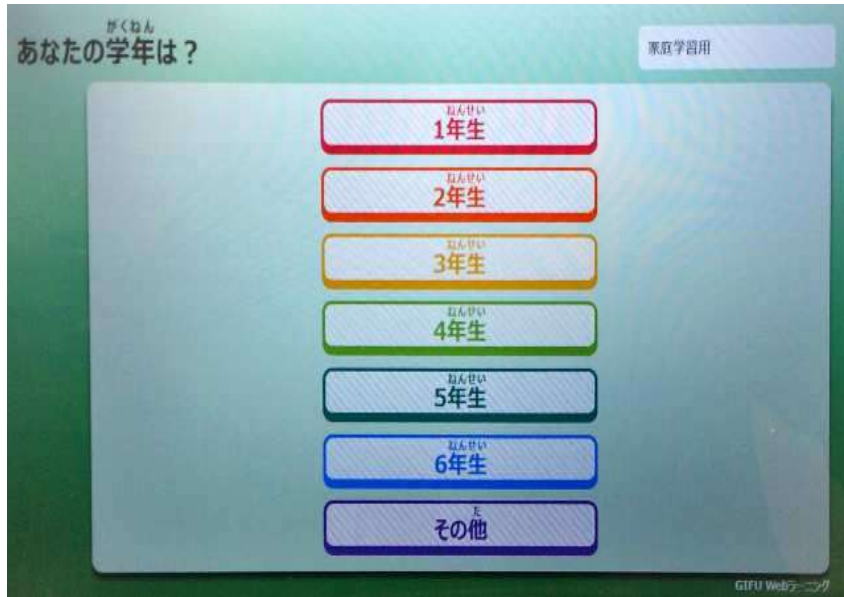 がくねん
あなたの学年は?
家庭学習用
ねんせい
1年生
ねんせい
2年生
ねんせい
3年生
ねんせい
4年生
ねんせい
5年生
ねんせい
6年生
た
その他
GIFU Webラーニング